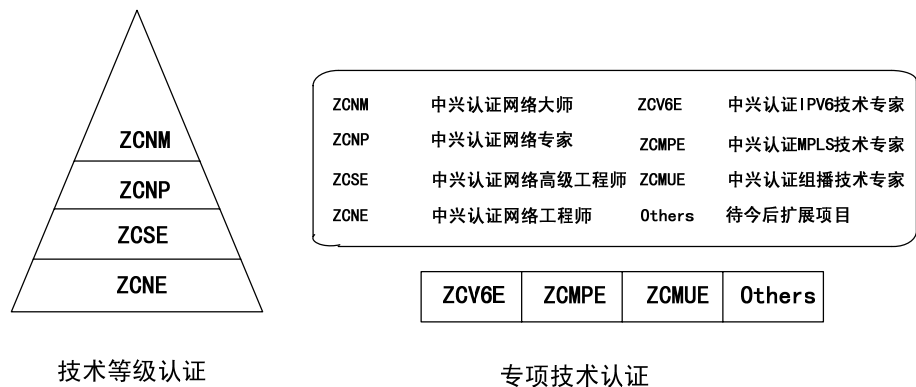 ZCNM
ZCNP
ZCSE
ZCNE
技术等级认证
ZCNM 中兴认证网络大师 ZCV6E 中兴认证IPV6技术专家
ZCNP 中兴认证网络专家 ZCMPE 中兴认证MPLS技术专家
ZCSE 中兴认证网络高级工程师 ZCMUE 中兴认证组播技术专家
ZCNE 中兴认证网络工程师 Others 待今后扩展项目
ZCV6E ZCMPE ZCMUE Others
专项技术认证